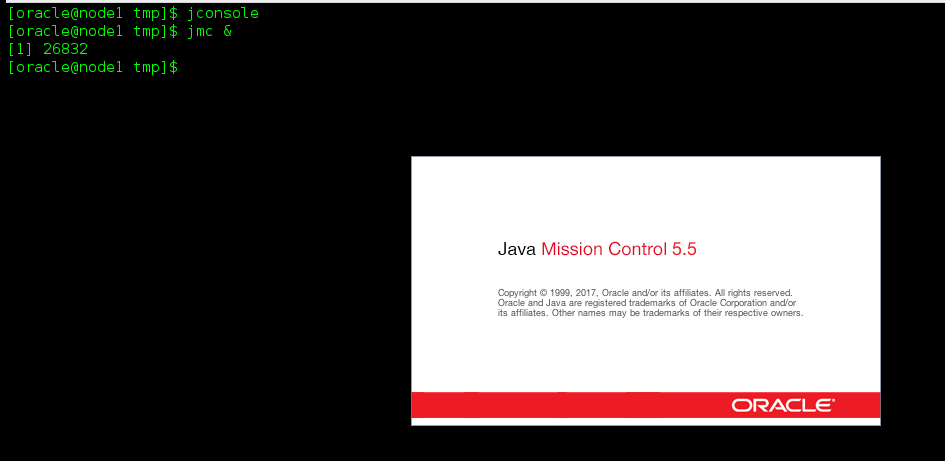 [oracle@node1 tmp]$ jconsole
[oracle@node1 tmp]$ jmc &
[1] 26832
[oracle@node1 tmp]$
Java Mission Control 5.5
Copyright © 1999, 2017, Oracle and/or its affiliates. All rights reserved.
Oracle and Java are registered trademarks of Oracle Corporation and/or
its affiliates. Other names may be trademarks of their respective owners.
ORACLE®